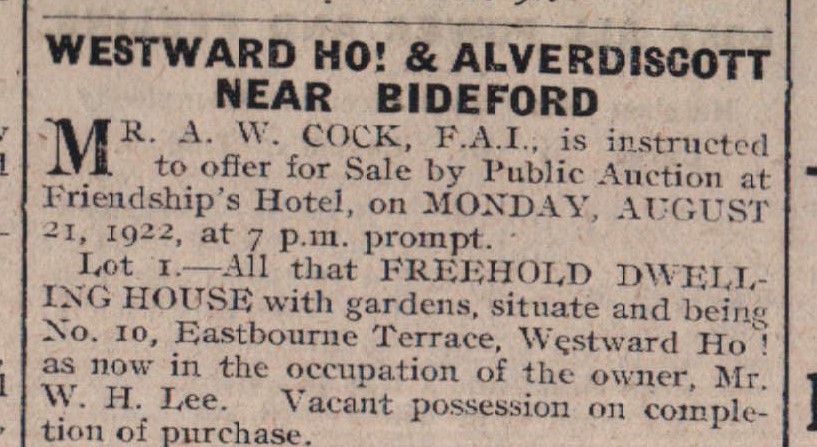 WESTWARD HO! & ALVERDISCOTT
NEAR BIDEFORD
MR. A. W. COCK, F.A.I., is instructed
to offer for Sale by Public Auction at
Friendship's Hotel, on MONDAY, AUGUST
21, 1922, at 7 p.m. prompt.
Lot 1.—All that FREEHOLD DWELL-
ING HOUSE with gardens, situate and being
No. 10, Eastbourne Terrace, Westward Ho!
as now in the occupation of the owner, Mr.
W. H. Lee. Vacant possession on comple-
tion of purchase.